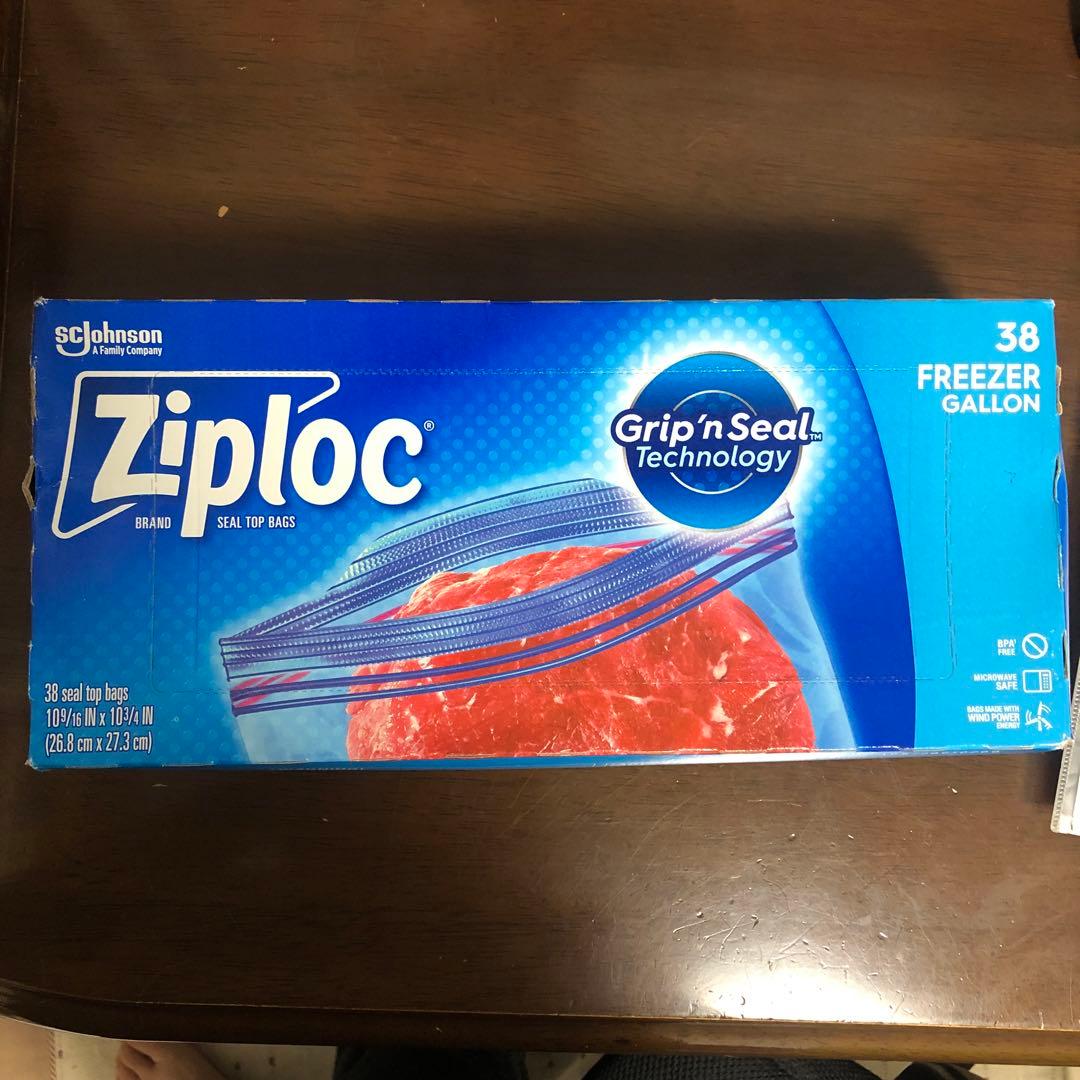 scjohnson
A Family Company
Ziploc®
BRAND SEAL TOP BAGS
Grip'n Seal™
Technology
38
FREEZER
GALLON
38 seal top bags
10 9/16 IN x 10 3/4 IN
(26.8 cm x 27.3 cm)
BPA'
FREE
MICROWAVE
SAFE
BAGS MADE WITH
WIND POWER
ENERGY